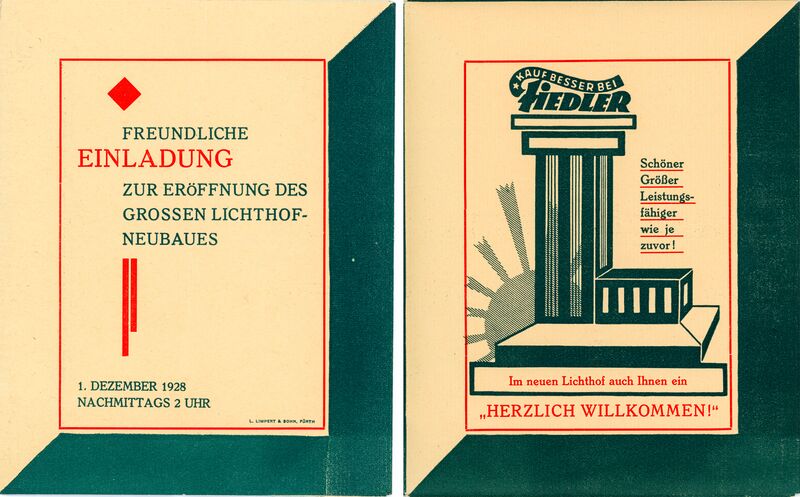 FREUNDLICHE
EINLADUNG
ZUR ERÖFFNUNG DES
GROSSEN LICHTHOF-
NEUBAUES
1. DEZEMBER 1928
NACHMITTAGS 2 UHR
L. LIMPERT & SOHN, FÜRTH
KAUF BESSER BEI
FIEDLER
Schöner
Größer
Leistungs-
fähiger
wie je
zuvor!
Im neuen Lichthof auch Ihnen ein
„HERZLICH WILLKOMMEN!“